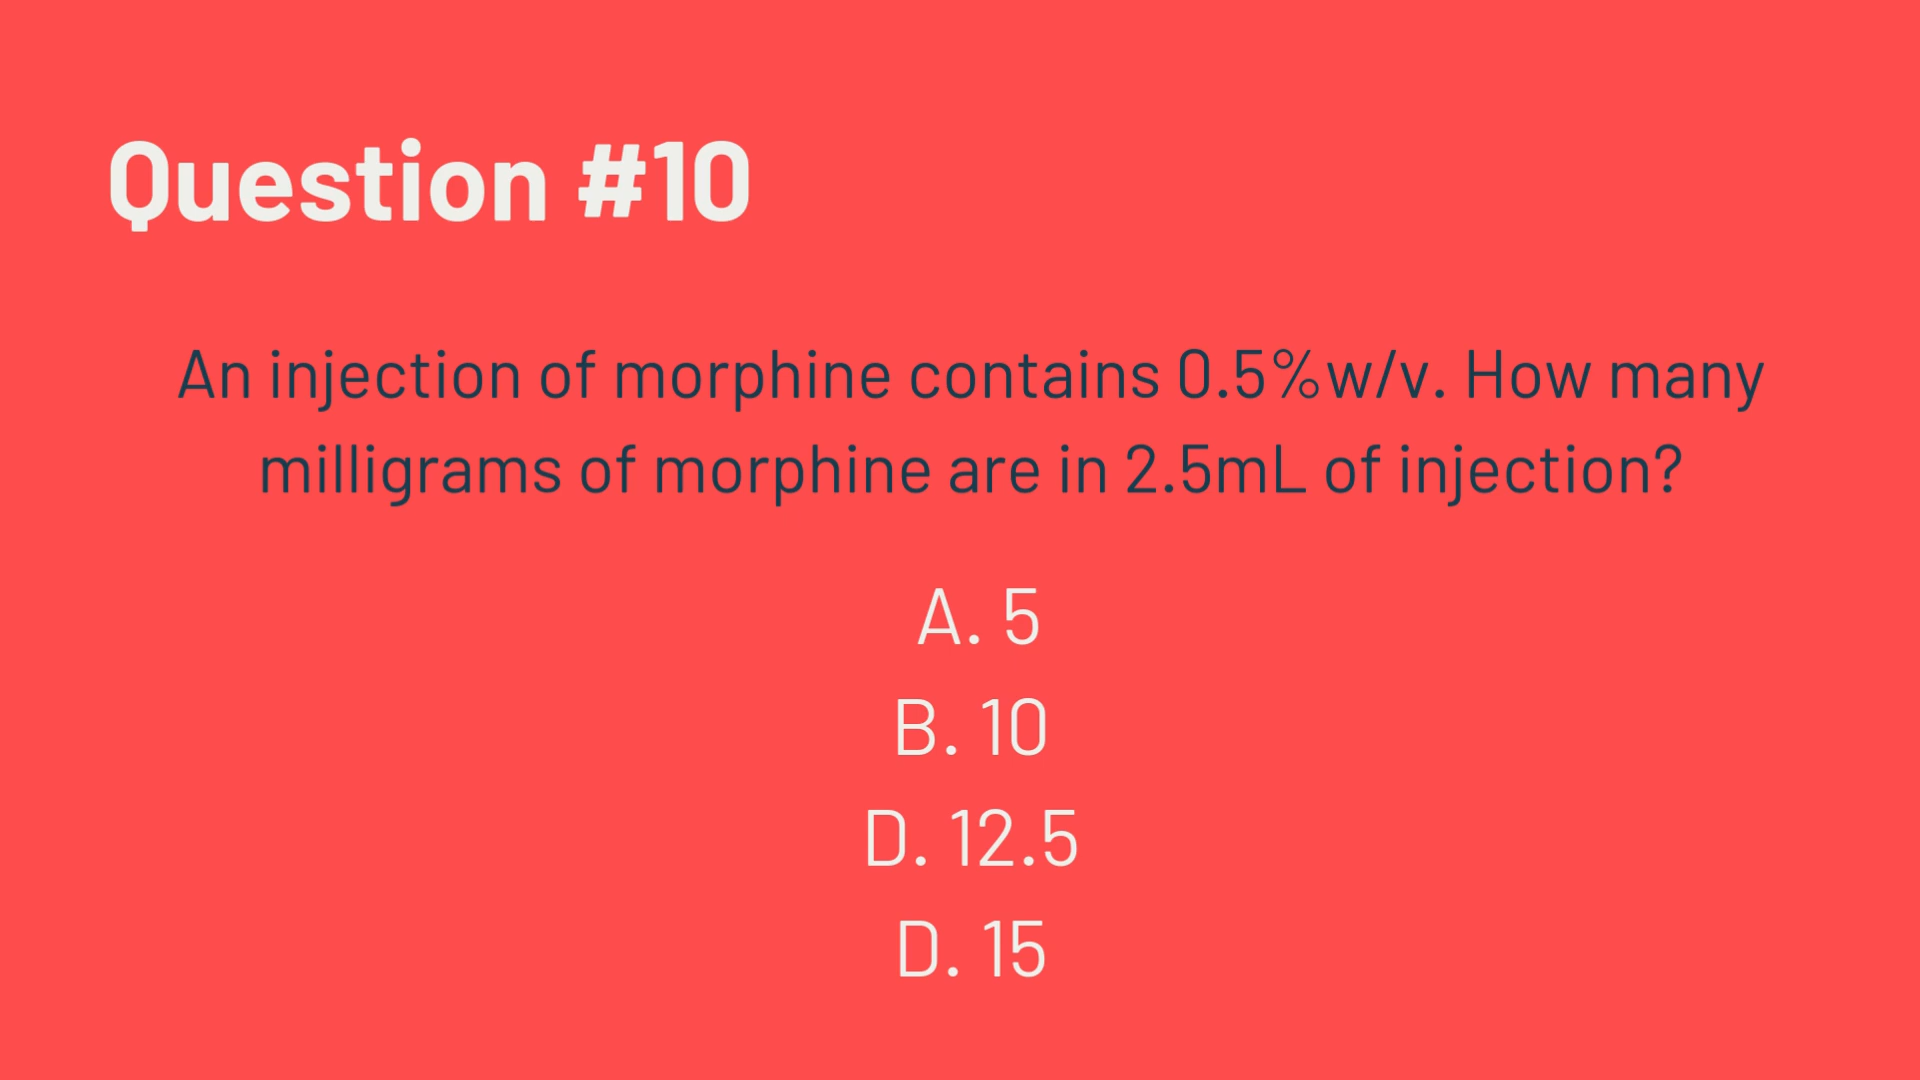 Question #10
An injection of morphine contains 0.5%w/v. How many
milligrams of morphine are in 2.5mL of injection?
A. 5
B. 10
D. 12.5
D. 15